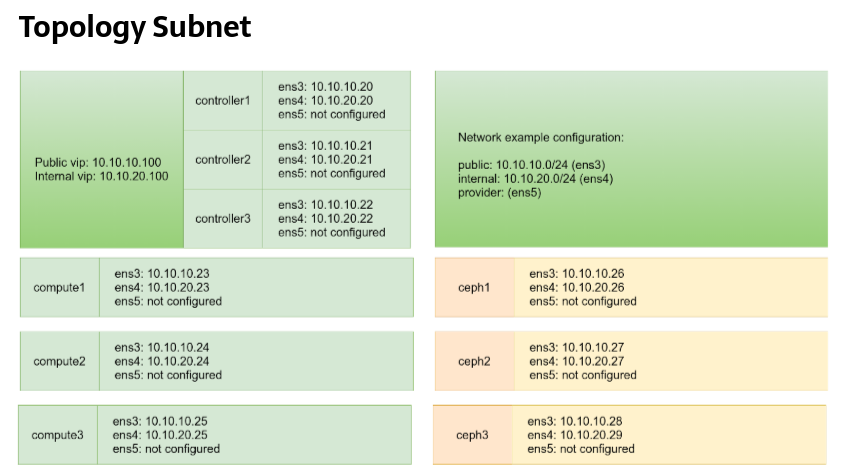 Topology Subnet
Public vip: 10.10.10.100
Internal vip: 10.10.20.100
controller1
ens3: 10.10.10.20
ens4: 10.10.20.20
ens5: not configured
controller2
ens3: 10.10.10.21
ens4: 10.10.20.21
ens5: not configured
controller3
ens3: 10.10.10.22
ens4: 10.10.20.22
ens5: not configured
Network example configuration:
public: 10.10.10.0/24 (ens3)
internal: 10.10.20.0/24 (ens4)
provider: (ens5)
compute1
ens3: 10.10.10.23
ens4: 10.10.20.23
ens5: not configured
ceph1
ens3: 10.10.10.26
ens4: 10.10.20.26
ens5: not configured
compute2
ens3: 10.10.10.24
ens4: 10.10.20.24
ens5: not configured
ceph2
ens3: 10.10.10.27
ens4: 10.10.20.27
ens5: not configured
compute3
ens3: 10.10.10.25
ens4: 10.10.20.25
ens5: not configured
ceph3
ens3: 10.10.10.28
ens4: 10.10.20.29
ens5: not configured